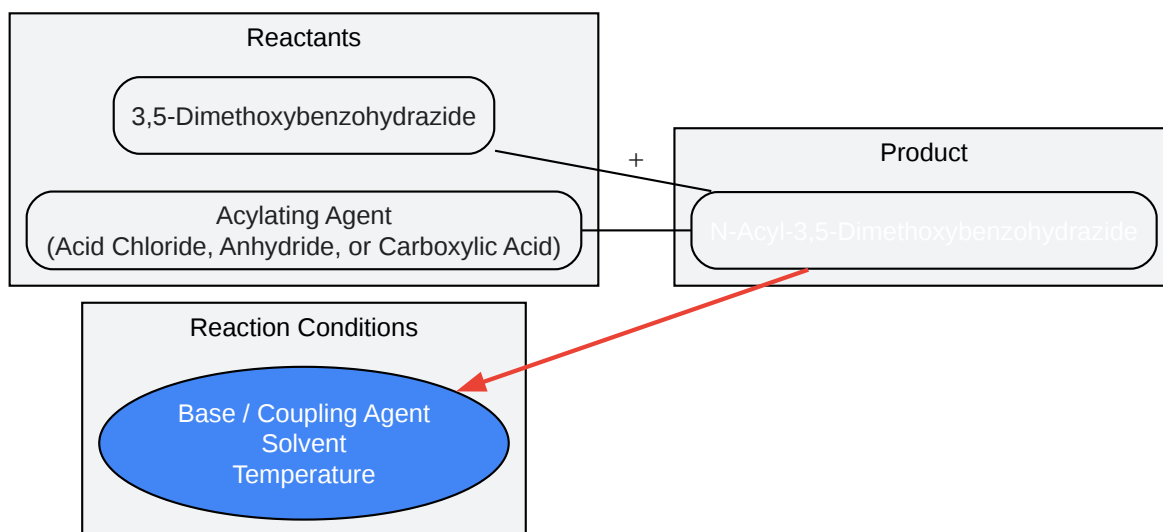 Reactants
3,5-Dimethoxybenzohydrazide
Acylating Agent
(Acid Chloride, Anhydride, or Carboxylic Acid)
+
Product
N-Acyl-3,5-Dimethoxybenzohydrazide
Reaction Conditions
Base / Coupling Agent
Solvent
Temperature